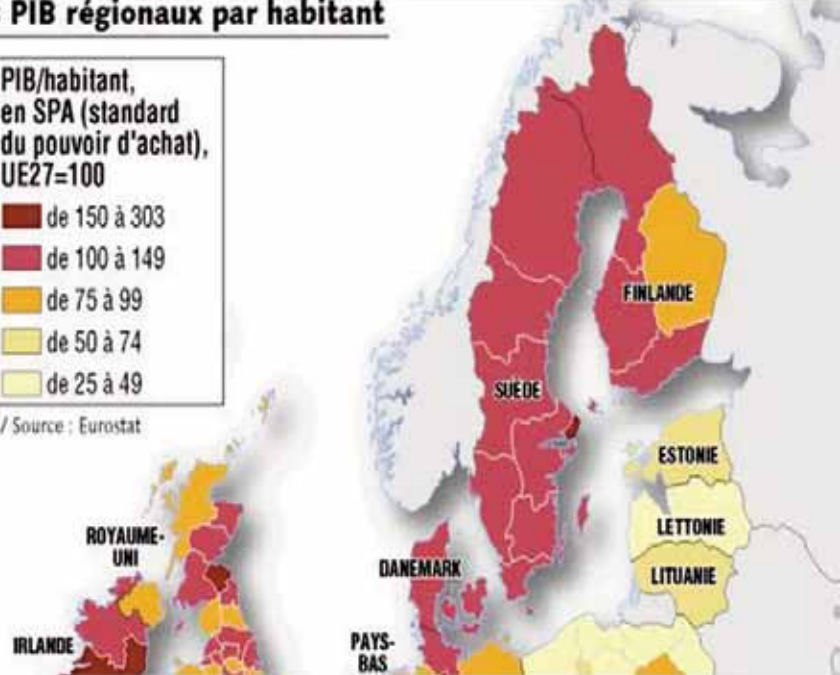 PIB régionaux par habitant
PIB/habitant,
en SPA (standard
du pouvoir d'achat),
UE27=100
de 150 à 303
de 100 à 149
de 75 à 99
de 50 à 74
de 25 à 49
/ Source : Eurostat
FINLANDE
SUÈDE
ESTONIE
LETTONIE
LITUANIE
ROYAUME-
UNI
DANEMARK
IRLANDE
PAYS-
BAS